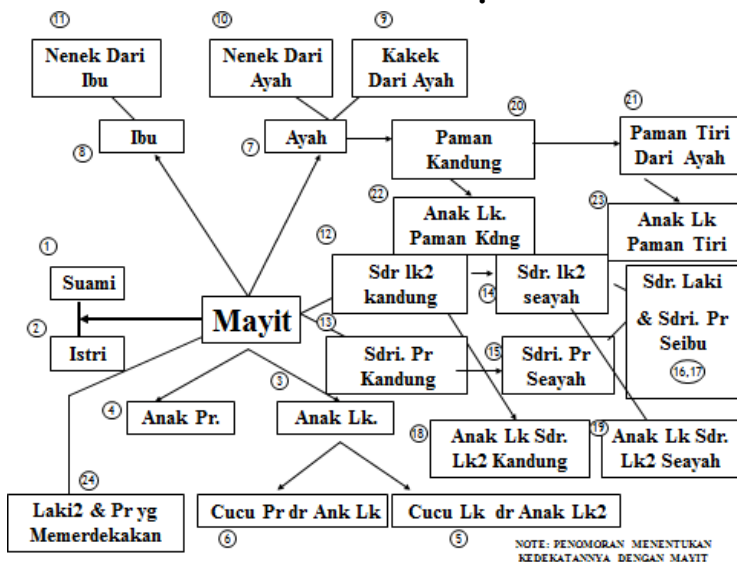 11
10
9
Nenek Dari
Ibu
Nenek Dari
Ayah
Kakek
Dari Ayah
20
21
8
Ibu
7
Ayah
Paman
Kandung
Paman Tiri
Dari Ayah
22
23
Anak Lk.
Paman Kdng
Anak Lk
Paman Tiri
12
1
Suami
Sdr lk2
kandung
14
Sdr. lk2
seayah
Sdr. Laki
& Sdri. Pr
Seibu
16,17
Mayit
2
Istri
13
Sdri. Pr
Kandung
15
Sdri. Pr
Seayah
3
4
Anak Pr.
Anak Lk.
18
Anak Lk Sdr.
Lk2 Kandung
19
Anak Lk Sdr.
Lk2 Seayah
24
Laki2 & Pr yg
Memerdekakan
Cucu Pr dr Ank Lk
Cucu Lk dr Anak Lk2
6
5
NOTE: PENOMORAN MENENTUKAN
KEDEKATANNYA DENGAN MAYIT